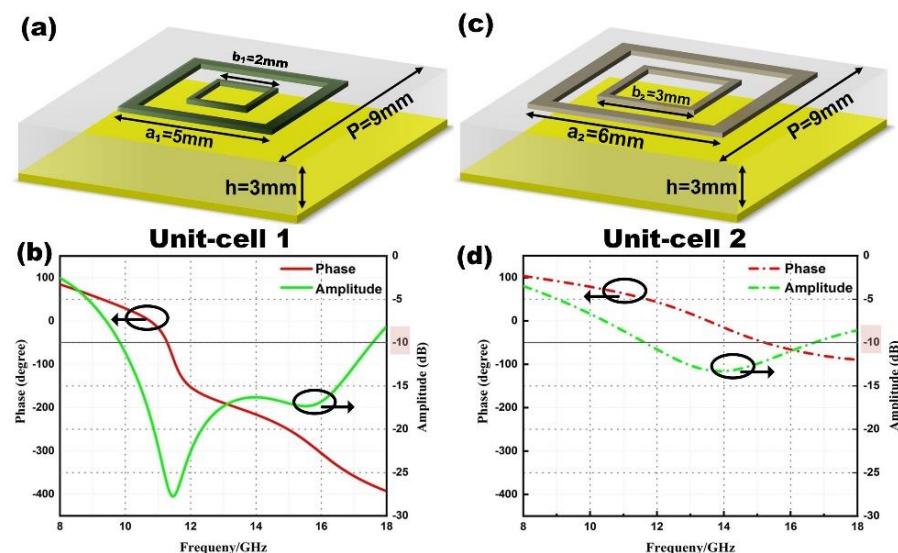 (a)
b₁=2mm
a₁=5mm
P=9mm
h=3mm
(c)
b₂=3mm
a₂=6mm
P=9mm
h=3mm
(b)
Unit-cell 1
Phase
Amplitude
Phase (degree)
100
0
-100
-200
-300
-400
Amplitude (dB)
0
-5
-10
-15
-20
-25
-30
8
10
12
14
16
18
Frequeny/GHz
(d)
Unit-cell 2
Phase
Amplitude
Phase (degree)
100
0
-100
-200
-300
-400
Amplitude (dB)
0
-5
-10
-15
-20
-25
-30
8
10
12
14
16
18
Frequeny/GHz